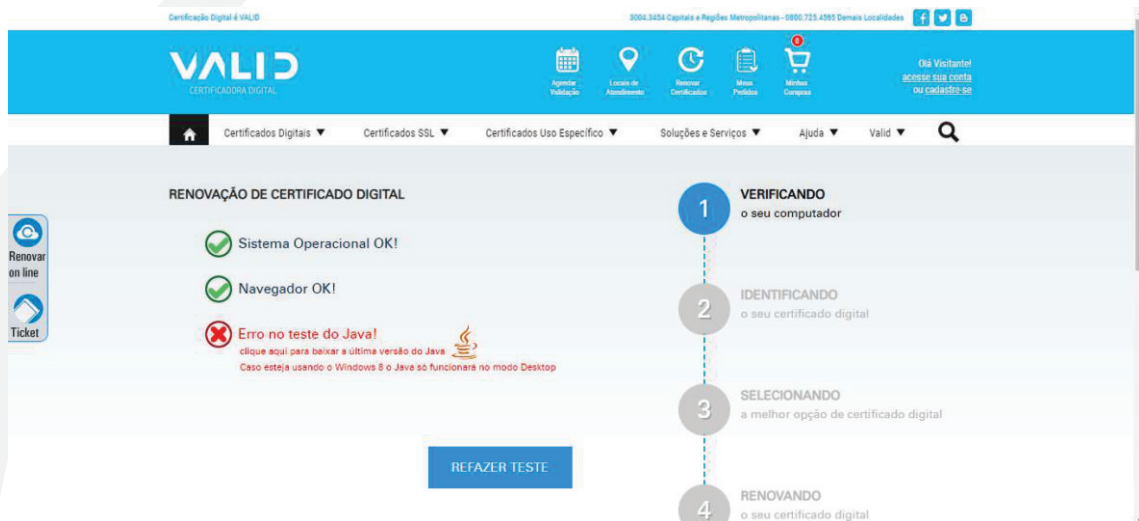 Certificação Digital é VALID
3004.3454 Capitais e Regiões Metropolitanas - 0800.725.4565 Demais Localidades
VALID
CERTIFICADORA DIGITAL
Agendar
Validação
Locais de
Atendimento
Renovar
Certificados
Meus
Pedidos
0
Minhas
Compras
Olá Visitante!
acesse sua conta
ou cadastre-se
Certificados Digitais ▼
Certificados SSL ▼
Certificados Uso Específico ▼
Soluções e Serviços ▼
Ajuda ▼
Valid ▼
RENOVAÇÃO DE CERTIFICADO DIGITAL
Sistema Operacional OK!
Navegador OK!
Erro no teste do Java!
clique aqui para baixar a última versão do Java
Caso esteja usando o Windows 8 o Java só funcionará no modo Desktop
REFAZER TESTE
1
VERIFICANDO
o seu computador
2
IDENTIFICANDO
o seu certificado digital
3
SELECIONANDO
a melhor opção de certificado digital
4
RENOVANDO
o seu certificado digital
Renovar
on line
Ticket